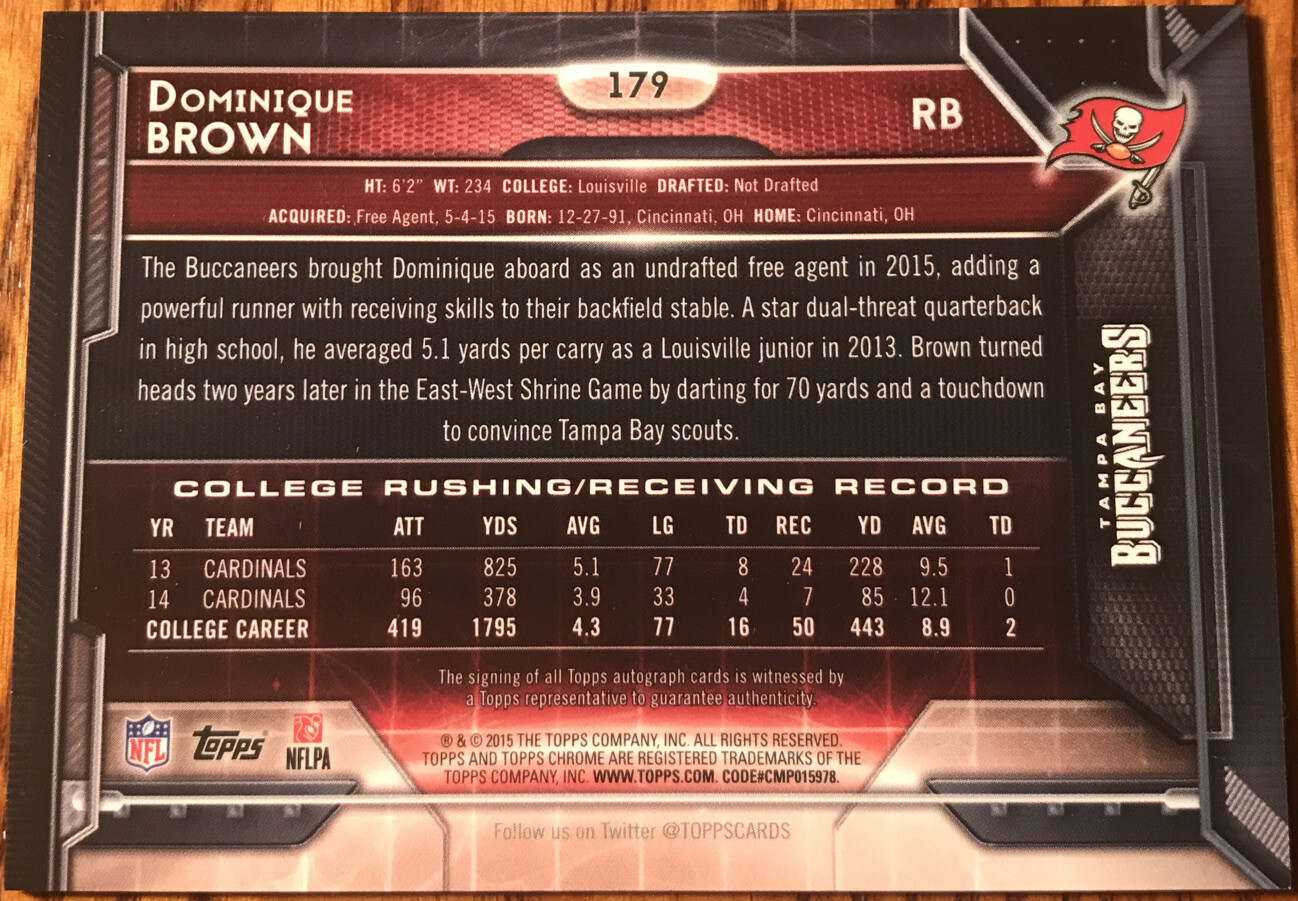 179
DOMINIQUE
BROWN
RB
HT: 6'2" WT: 234 COLLEGE: Louisville DRAFTED: Not Drafted
ACQUIRED: Free Agent, 5-4-15 BORN: 12-27-91, Cincinnati, OH HOME: Cincinnati, OH
The Buccaneers brought Dominique aboard as an undrafted free agent in 2015, adding a
powerful runner with receiving skills to their backfield stable. A star dual-threat quarterback
in high school, he averaged 5.1 yards per carry as a Louisville junior in 2013. Brown turned
heads two years later in the East-West Shrine Game by darting for 70 yards and a touchdown
to convince Tampa Bay scouts.
TAMPA BAY
BUCCANEERS
COLLEGE RUSHING/RECEIVING RECORD
YR TEAM ATT YDS AVG LG TD REC YD AVG TD
13 CARDINALS 163 825 5.1 77 8 24 228 9.5 1
14 CARDINALS 96 378 3.9 33 4 7 85 12.1 0
COLLEGE CAREER 419 1795 4.3 77 16 50 443 8.9 2
The signing of all Topps autograph cards is witnessed by
a Topps representative to guarantee authenticity.
NFL Topps NFLPA
® & © 2015 THE TOPPS COMPANY, INC. ALL RIGHTS RESERVED.
TOPPS AND TOPPS CHROME ARE REGISTERED TRADEMARKS OF THE
TOPPS COMPANY, INC. WWW.TOPPS.COM. CODE#CMP015978.
Follow us on Twitter @TOPPSCARDS